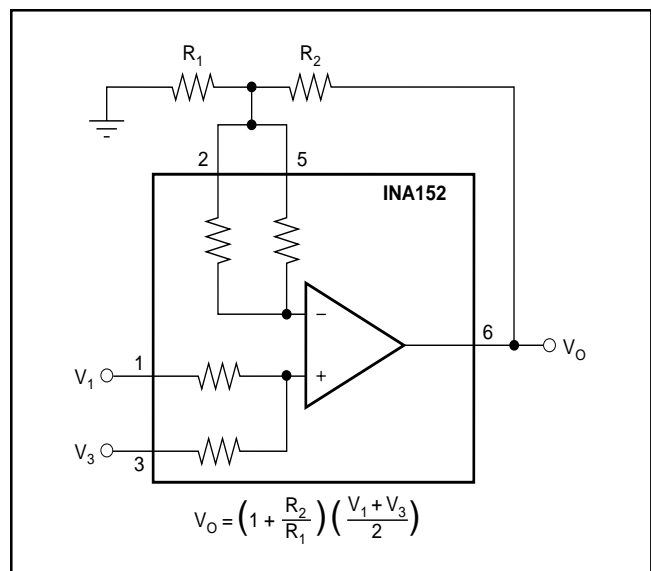 R1 R2
2 5
INA152
6
VO
1
V1
V3
3
VO = (1 + R2/R1) (V1 + V3/2)